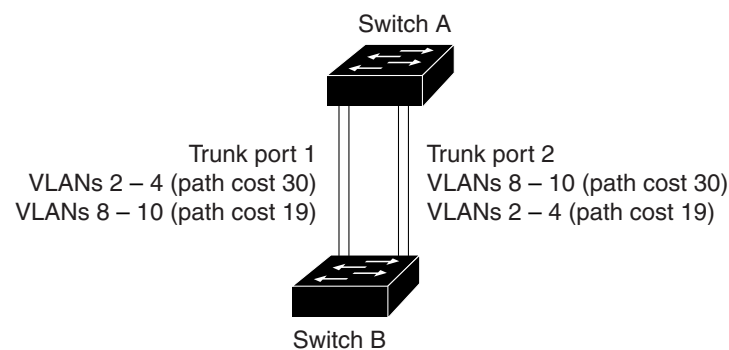 Switch A
Trunk port 1
VLANs 2 – 4 (path cost 30)
VLANs 8 – 10 (path cost 19)
Trunk port 2
VLANs 8 – 10 (path cost 30)
VLANs 2 – 4 (path cost 19)
Switch B